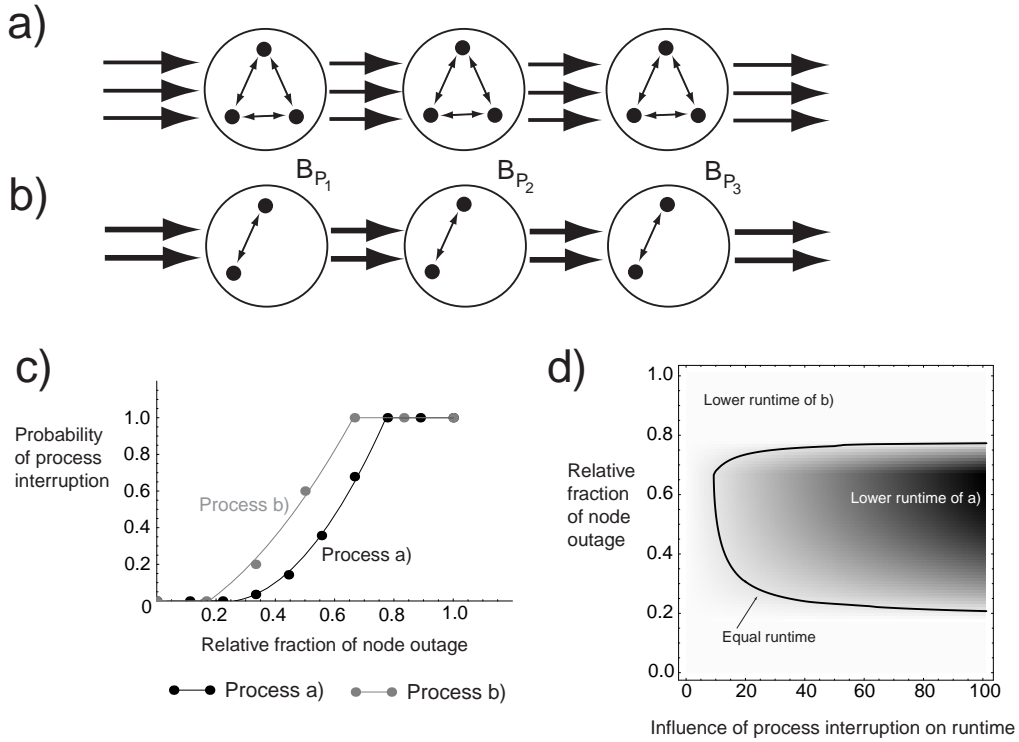 a)
B_P1
B_P2
B_P3
b)
c)
Probability
of process
interruption
1.0
0.8
0.6
0.4
0.2
0
Process b)
Process a)
0.2
0.4
0.6
0.8
1.0
Relative fraction of node outage
Process a)
Process b)
d)
Relative
fraction
of node
outage
1.0
0.8
0.6
0.4
0.2
0.0
Lower runtime of b)
Lower runtime of a)
Equal runtime
0
20
40
60
80
100
Influence of process interruption on runtime